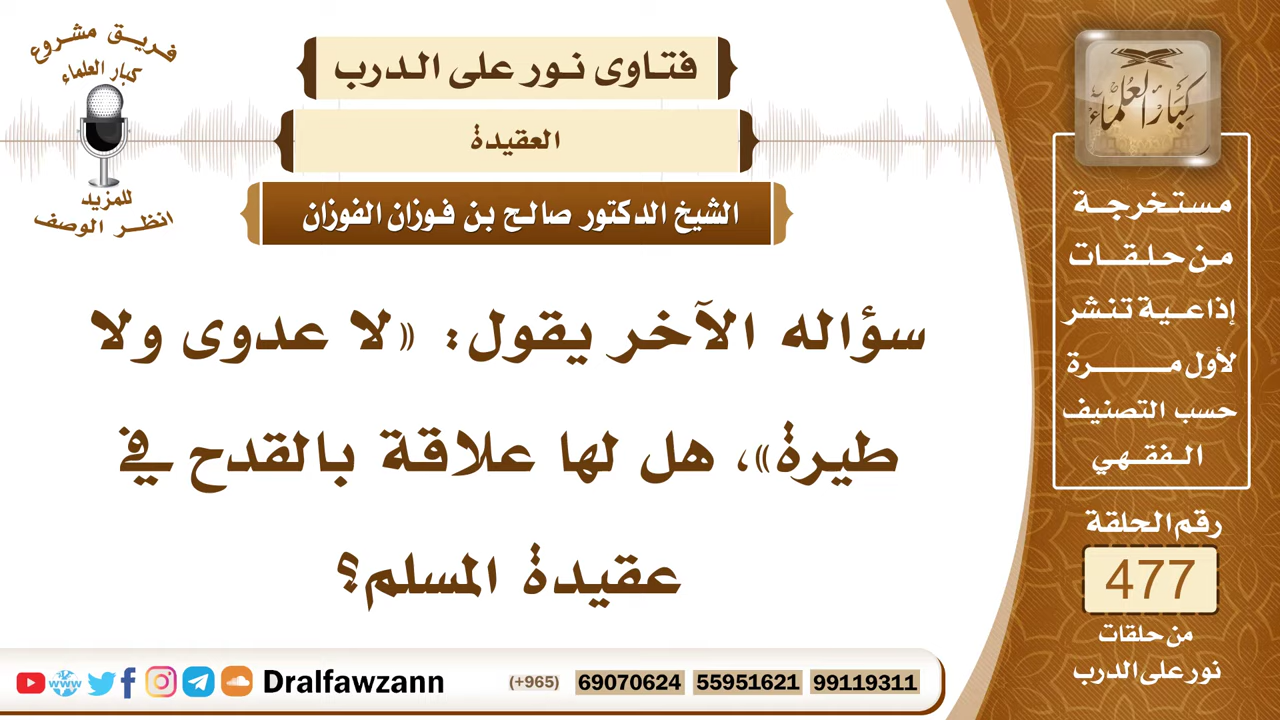 فريق مشروع
كبار العلماء
للمزيد
انظر الوصف
فتاوى نور على الدرب
العقيدة
الشيخ الدكتور صالح بن فوزان الفوزان
سؤاله الآخر يقول: «لا عدوى ولا
طيرة»، هل لها علاقة بالقدح في
عقيدة المسلم؟
كبار العلماء
مستخرجة
من حلقات
إذاعية تنشر
لأول مرة
حسب التصنيف
الفقهي
رقم الحلقة
477
من حلقات
نور على الدرب
www
Dralfawzann
(+965) 69070624 55951621 99119311